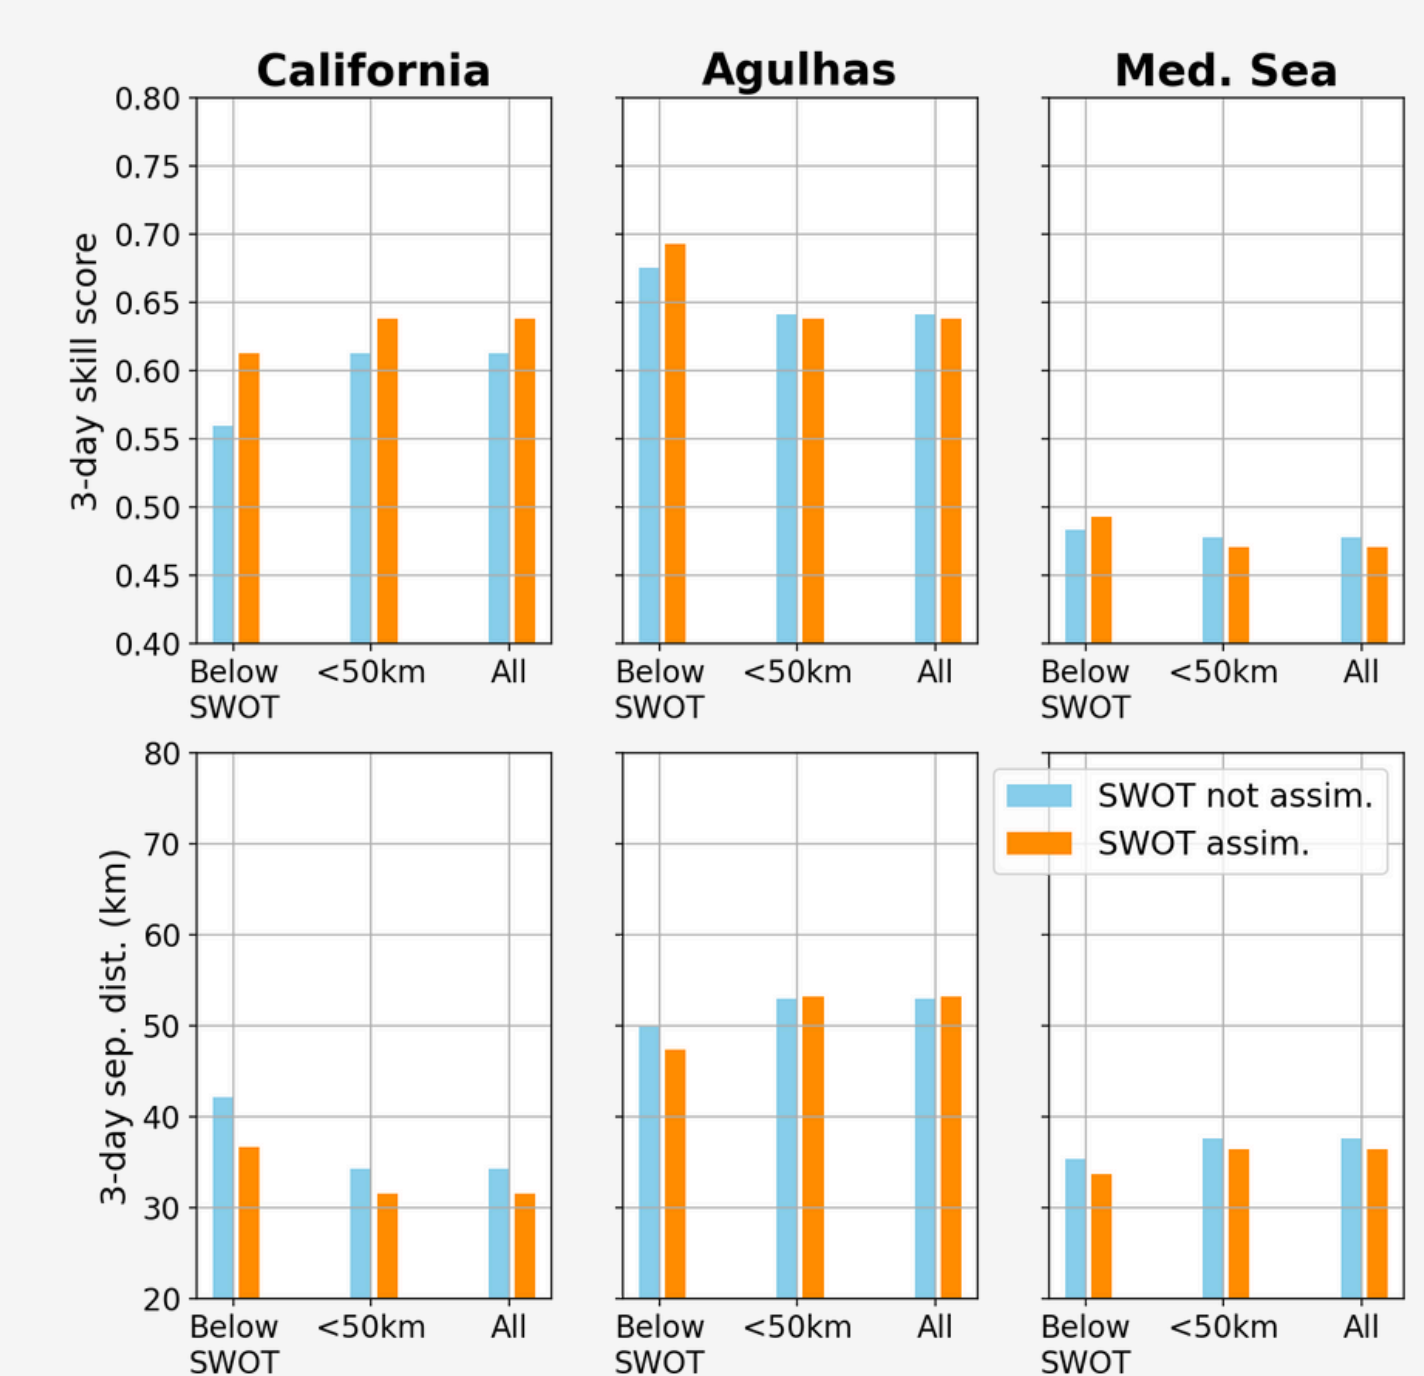 California Agulhas Med. Sea
3-day skill score
0.80
0.75
0.70
0.65
0.60
0.55
0.50
0.45
0.40
Below SWOT <50km All
Below SWOT <50km All
Below SWOT <50km All
3-day sep. dist. (km)
80
70
60
50
40
30
20
SWOT not assim.
SWOT assim.
Below SWOT <50km All
Below SWOT <50km All
Below SWOT <50km All